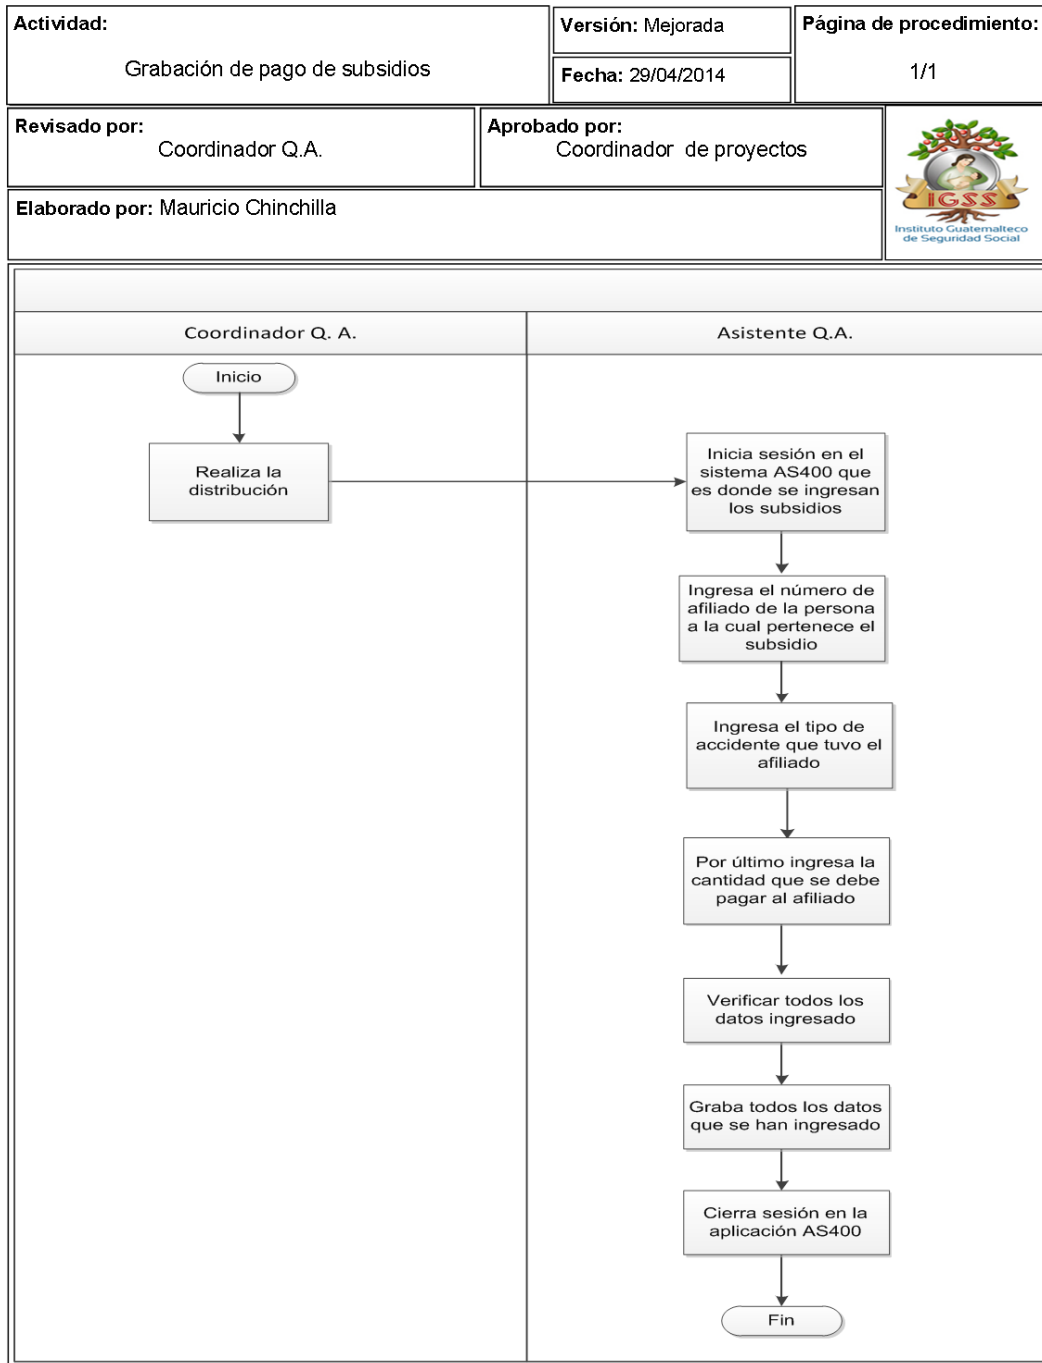 Actividad:
Grabación de pago de subsidios
Versión: Mejorada
Fecha: 29/04/2014
Página de procedimiento:
1/1
Revisado por:
Coordinador Q.A.
Aprobado por:
Coordinador de proyectos
Elaborado por: Mauricio Chinchilla
IGSS
Instituto Guatemalteco
de Seguridad Social
Coordinador Q. A.
Asistente Q.A.
Inicio
Realiza la
distribución
Inicia sesión en el
sistema AS400 que
es donde se ingresan
los subsidios
Ingresa el número de
afiliado de la persona
a la cual pertenece el
subsidio
Ingresa el tipo de
accidente que tuvo el
afiliado
Por último ingresa la
cantidad que se debe
pagar al afiliado
Verificar todos los
datos ingresado
Graba todos los datos
que se han ingresado
Cierra sesión en la
aplicación AS400
Fin